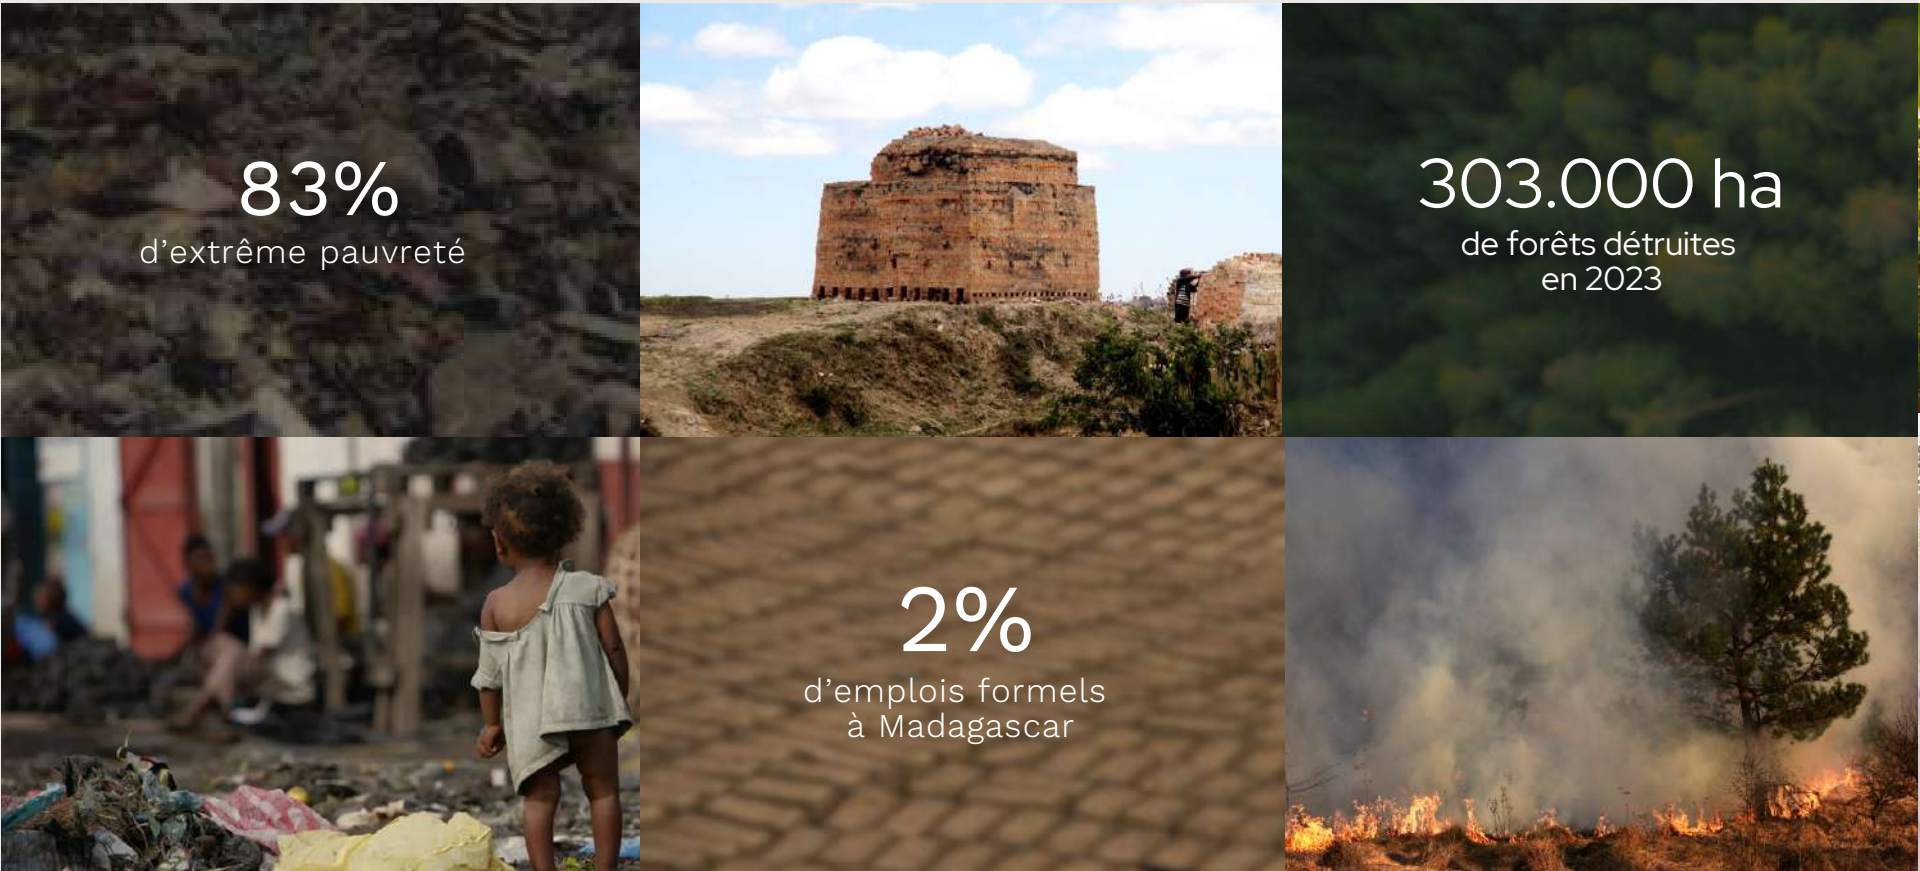 83%
d’extrême pauvreté
303.000 ha
de forêts détruites
en 2023
2%
d’emplois formels
à Madagascar